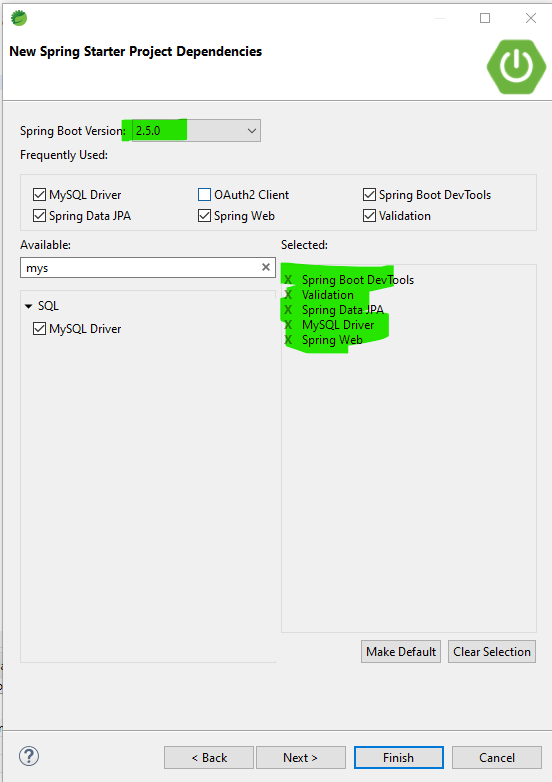 New Spring Starter Project Dependencies
Spring Boot Version: 2.5.0
Frequently Used:
MySQL Driver OAuth2 Client Spring Boot DevTools
Spring Data JPA Spring Web Validation
Available: Selected:
mys
SQL
MySQL Driver
X Spring Boot DevTools
X Validation
X Spring Data JPA
X MySQL Driver
X Spring Web
Make Default Clear Selection
? < Back Next > Finish Cancel